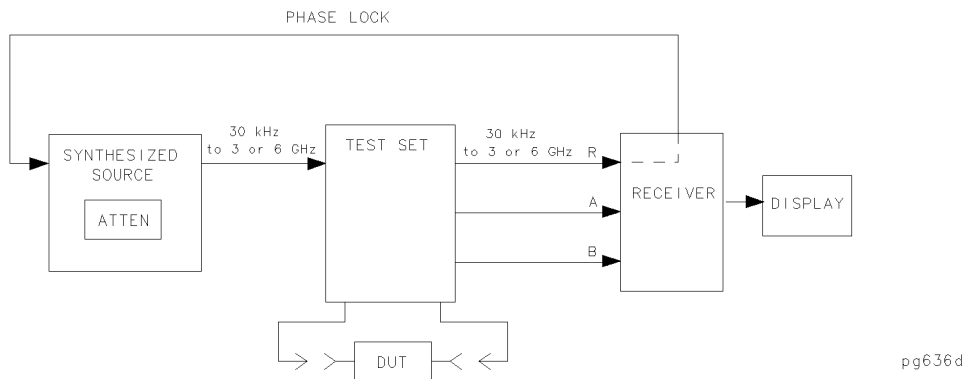 PHASE LOCK
30 kHz
to 3 or 6 GHz
30 kHz
to 3 or 6 GHz
R
SYNTHESIZED
SOURCE
ATTEN
TEST SET
A
B
RECEIVER
DISPLAY
DUT
pg636d